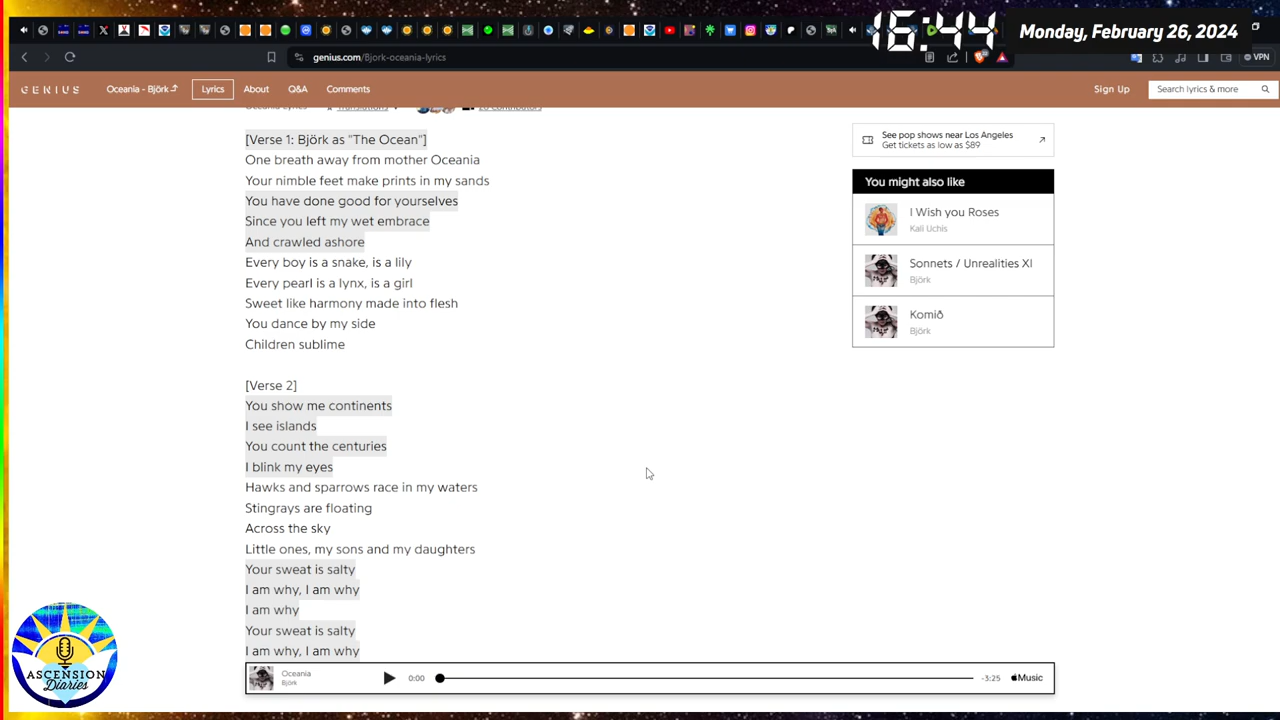 16:44
Monday, February 26, 2024
genius.com/Bjork-oceania-lyrics
VPN
GENIUS
Oceania - Björk
Lyrics
About
Q&A
Comments
Sign Up
Search lyrics & more
Oceania Lyrics
Translations
20 Contributors
[Verse 1: Björk as "The Ocean"]
One breath away from mother Oceania
Your nimble feet make prints in my sands
You have done good for yourselves
Since you left my wet embrace
And crawled ashore
Every boy is a snake, is a lily
Every pearl is a lynx, is a girl
Sweet like harmony made into flesh
You dance by my side
Children sublime
[Verse 2]
You show me continents
I see islands
You count the centuries
I blink my eyes
Hawks and sparrows race in my waters
Stingrays are floating
Across the sky
Little ones, my sons and my daughters
Your sweat is salty
I am why, I am why
I am why
Your sweat is salty
I am why, I am why
See pop shows near Los Angeles
Get tickets as low as $89
You might also like
I Wish you Roses
Kali Uchis
Sonnets / Unrealities XI
Björk
Komið
Björk
Oceania
Björk
0:00
-3:25
Music
ASCENSION
Diaries